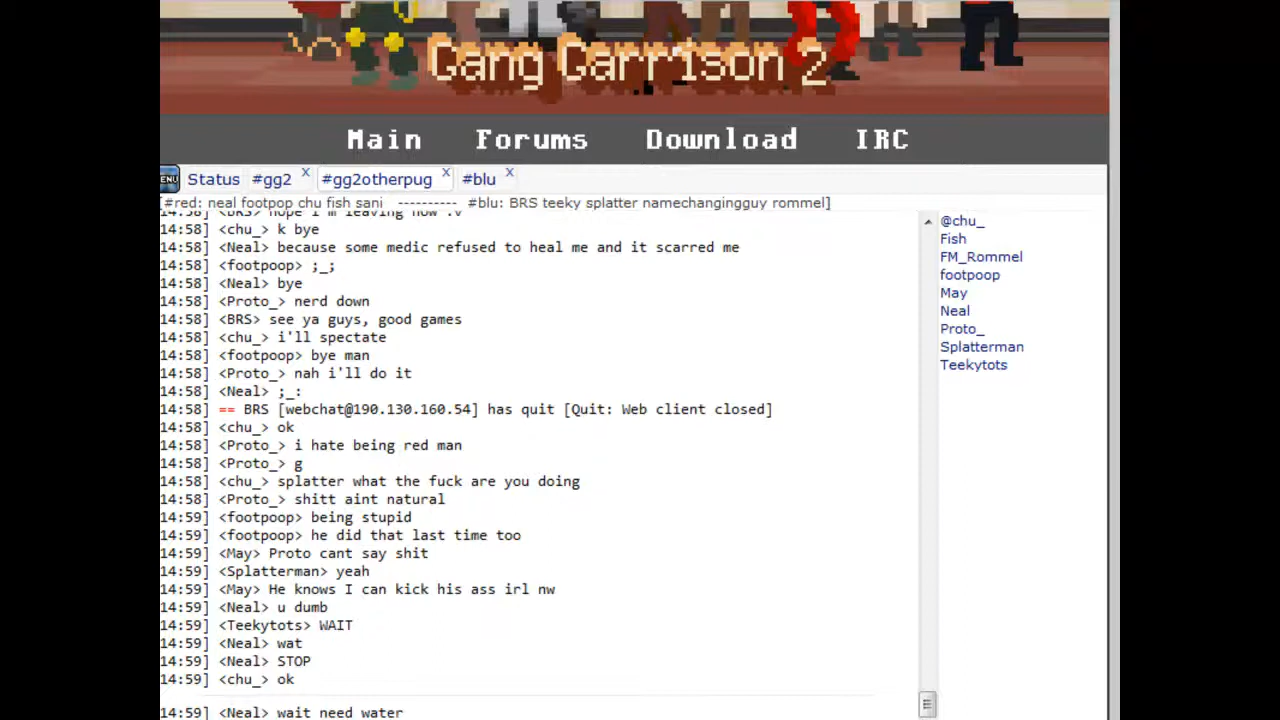 Gang Garrison 2
Main Forums Download IRC
MENU Status #gg2 x #gg2otherpug x #blu x
[#red: neal footpop chu fish sani ---------- #blu: BRS teeky splatter namechangingguy rommel]
14:58] <BRS> nope i'm leaving now :v
14:58] <chu_> k bye
14:58] <Neal> because some medic refused to heal me and it scarred me
14:58] <footpoop> ;_;
14:58] <Neal> bye
14:58] <Proto_> nerd down
14:58] <BRS> see ya guys, good games
14:58] <chu_> i'll spectate
14:58] <footpoop> bye man
14:58] <Proto_> nah i'll do it
14:58] <Neal> ;_:
14:58] == BRS [webchat@190.130.160.54] has quit [Quit: Web client closed]
14:58] <chu_> ok
14:58] <Proto_> i hate being red man
14:58] <Proto_> g
14:58] <chu_> splatter what the fuck are you doing
14:58] <Proto_> shitt aint natural
14:59] <footpoop> being stupid
14:59] <footpoop> he did that last time too
14:59] <May> Proto cant say shit
14:59] <Splatterman> yeah
14:59] <May> He knows I can kick his ass irl nw
14:59] <Neal> u dumb
14:59] <Teekytots> WAIT
14:59] <Neal> wat
14:59] <Neal> STOP
14:59] <chu_> ok
14:59] <Neal> wait need water
@chu_
Fish
FM_Rommel
footpoop
May
Neal
Proto_
Splatterman
Teekytots